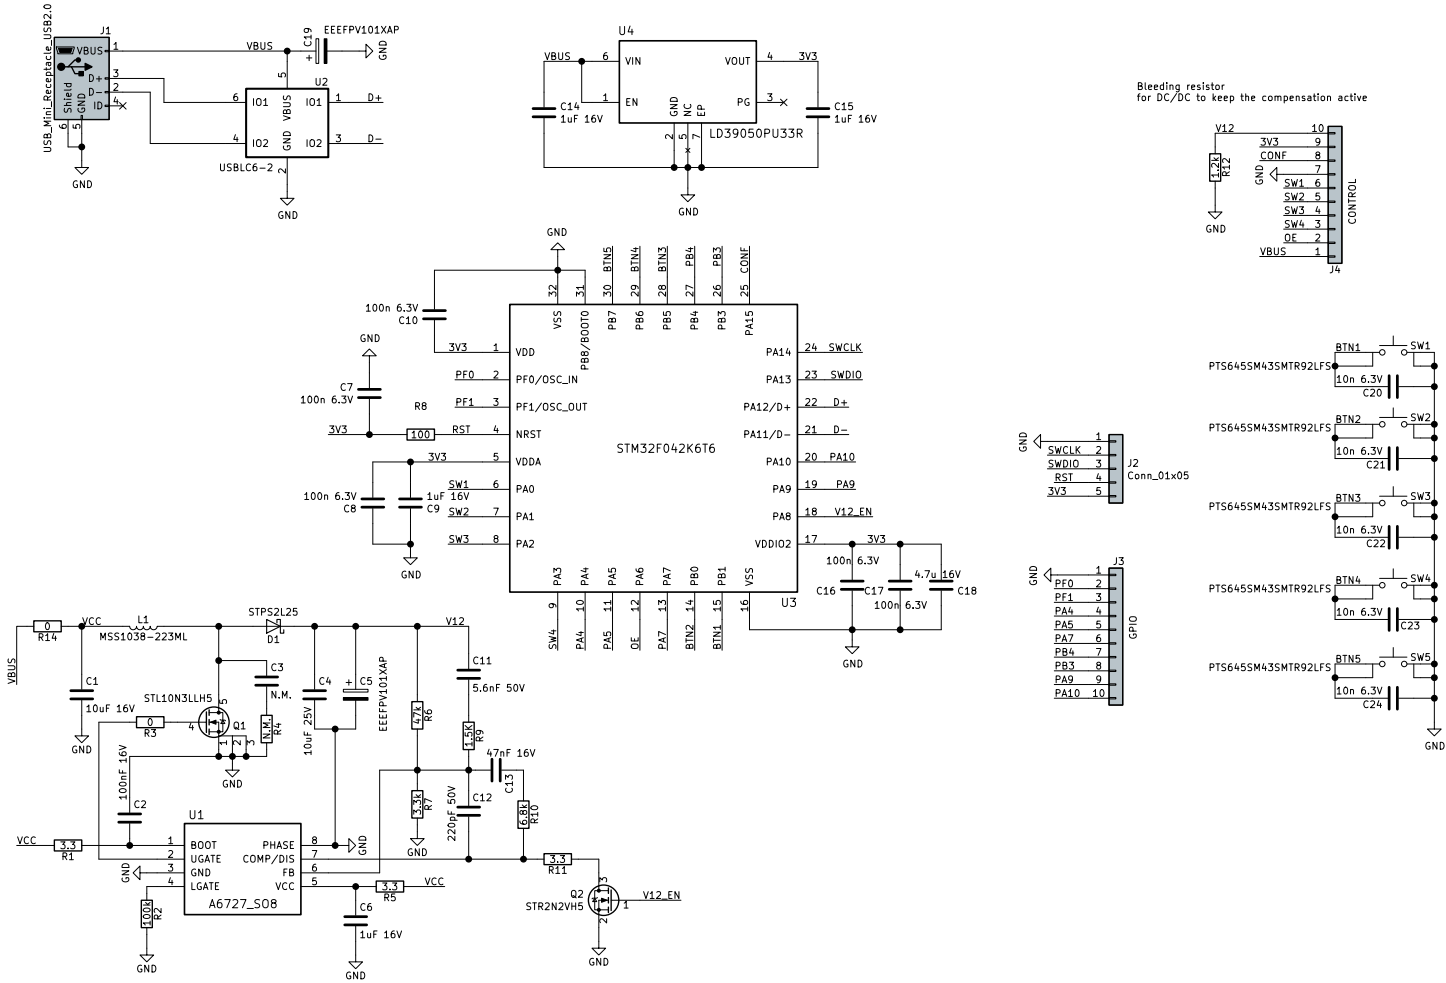 J1
USB_Mini_Receptacle_USB2.0
VBUS
1
D+
3
D-
2
ID
4
Shield
GND
6
5
GND
VBUS
C19
EEEFPV101XAP
+
GND
5
U2
6
IO1
VBUS
IO1
1
D+
4
IO2
GND
IO2
3
D-
USBLC6-2
2
GND
U4
VBUS
6
VIN
VOUT
4
3V3
1
EN
PG
3
GND
NC
EP
C14
1uF 16V
C15
1uF 16V
2
5
7
LD39050PU33R
GND
Bleeding resistor
for DC/DC to keep the compensation active
V12
10
3V3
9
CONF
8
GND
7
SW1
6
SW2
5
SW3
4
SW4
3
OE
2
VBUS
1
CONTROL
J4
1.2k
R12
GND
GND
100n 6.3V
C10
32
31
30
29
28
27
26
25
BTN5
BTN4
BTN3
PB4
PB3
CONF
VSS
PB8/BOOT0
PB7
PB6
PB5
PB4
PB3
PA15
3V3
1
VDD
PF0
2
PF0/OSC_IN
PF1
3
PF1/OSC_OUT
RST
4
NRST
3V3
5
VDDA
SW1
6
PA0
SW2
7
PA1
SW3
8
PA2
GND
C7
100n 6.3V
R8
3V3
100
100n 6.3V
C8
1uF 16V
C9
GND
STM32F042K6T6
PA14
24
SWCLK
PA13
23
SWDIO
PA12/D+
22
D+
PA11/D-
21
D-
PA10
20
PA10
PA9
19
PA9
PA8
18
V12_EN
VDDIO2
17
3V3
PA3
PA4
PA5
PA6
PA7
PB0
PB1
VSS
U3
9
10
11
12
13
14
15
16
SW4
PA4
PA5
OE
PA7
BTN2
BTN1
100n 6.3V
C16
C17
100n 6.3V
4.7u 16V
C18
GND
GND
1
SWCLK
2
SWDIO
3
RST
4
3V3
5
J2
Conn_01x05
J3
GND
1
PF0
2
PF1
3
PA4
4
PA5
5
PA7
6
PB4
7
PB3
8
PA9
9
PA10
10
GPIO
BTN1
SW1
PTS645SM43SMTR92LFS
10n 6.3V
C20
BTN2
SW2
PTS645SM43SMTR92LFS
10n 6.3V
C21
BTN3
SW3
PTS645SM43SMTR92LFS
10n 6.3V
C22
BTN4
SW4
PTS645SM43SMTR92LFS
10n 6.3V
C23
BTN5
SW5
PTS645SM43SMTR92LFS
10n 6.3V
C24
GND
VBUS
0
R14
VCC
L1
MSS1038-223ML
STPS2L25
D1
V12
C1
10uF 16V
GND
STL10N3LLH5
5
4
Q1
1
2
3
0
R3
C3
N.M.
N.M.
R4
GND
C4
10uF 25V
+
C5
EEEFPV101XAP
47k
R6
C11
5.6nF 50V
1.5K
R9
47nF 16V
C13
3.3k
R7
GND
C12
220pF 50V
6.8k
R10
100nF 16V
C2
U1
VCC
3.3
R1
1
BOOT
2
UGATE
GND
3
GND
4
LGATE
PHASE
8
GND
COMP/DIS
7
FB
6
VCC
5
A6727_SO8
100k
R2
GND
3.3
R5
VCC
C6
1uF 16V
GND
3.3
R11
3
Q2
STR2N2VH5
1
V12_EN
2
GND